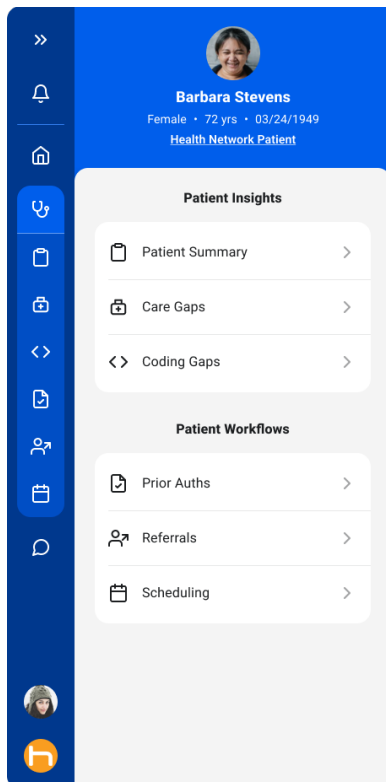 Barbara Stevens
Female • 72 yrs • 03/24/1949
Health Network Patient
Patient Insights
Patient Summary
Care Gaps
Coding Gaps
Patient Workflows
Prior Auths
Referrals
Scheduling